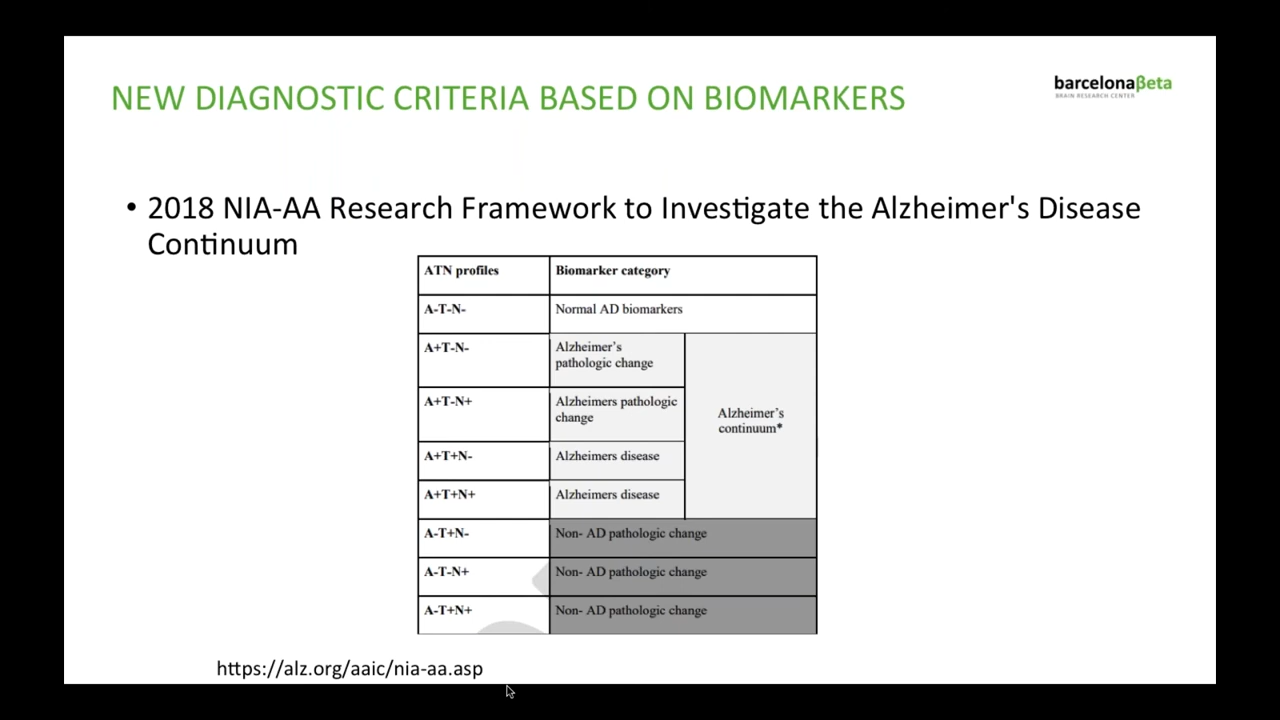 NEW DIAGNOSTIC CRITERIA BASED ON BIOMARKERS
barcelonaβeta
BRAIN RESEARCH CENTER
• 2018 NIA-AA Research Framework to Investigate the Alzheimer's Disease
Continuum
ATN profiles Biomarker category
A-T-N- Normal AD biomarkers
A+T-N- Alzheimer’s
pathologic change
A+T-N+ Alzheimers pathologic
change
Alzheimer’s
continuum*
A+T+N- Alzheimers disease
A+T+N+ Alzheimers disease
A-T+N- Non- AD pathologic change
A-T-N+ Non- AD pathologic change
A-T+N+ Non- AD pathologic change
https://alz.org/aaic/nia-aa.asp